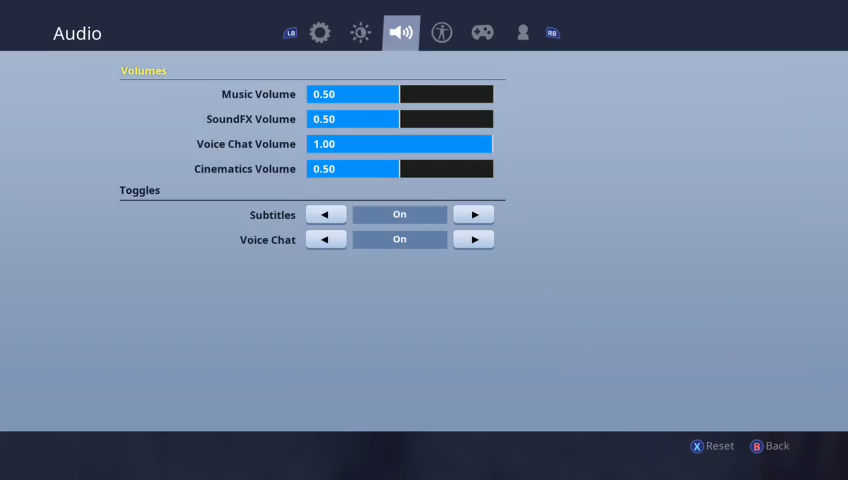 Audio
LB
RB
Volumes
Music Volume 0.50
SoundFX Volume 0.50
Voice Chat Volume 1.00
Cinematics Volume 0.50
Toggles
Subtitles ◄ On ►
Voice Chat ◄ On ►
X Reset B Back